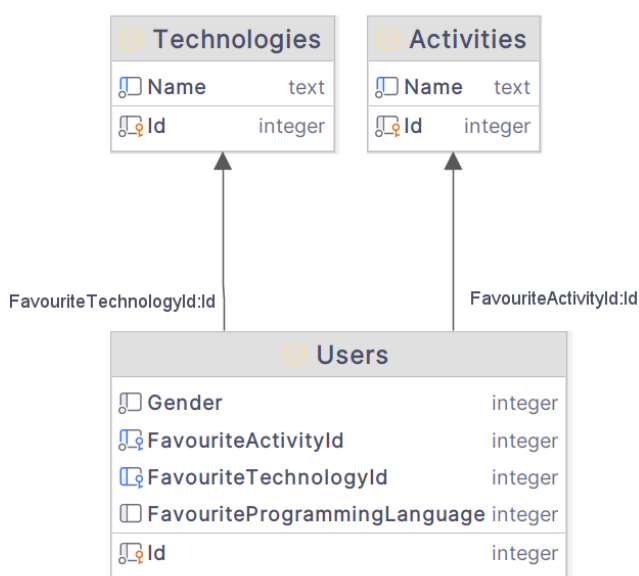 Technologies
Name text
Id integer
Activities
Name text
Id integer
FavouriteTechnologyId:Id
FavouriteActivityId:Id
Users
Gender integer
FavouriteActivityId integer
FavouriteTechnologyId integer
FavouriteProgrammingLanguage integer
Id integer